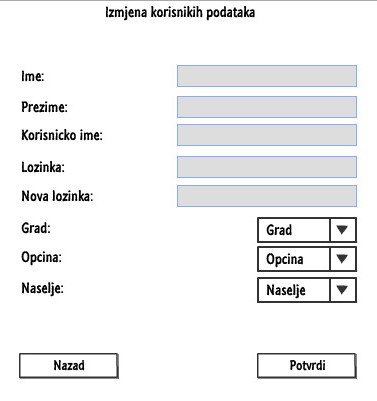 Izmjena korisnikih podataka
Ime:
Prezime:
Korisnicko ime:
Lozinka:
Nova lozinka:
Grad: Grad
Opcina: Opcina
Naselje: Naselje
Nazad Potvrdi